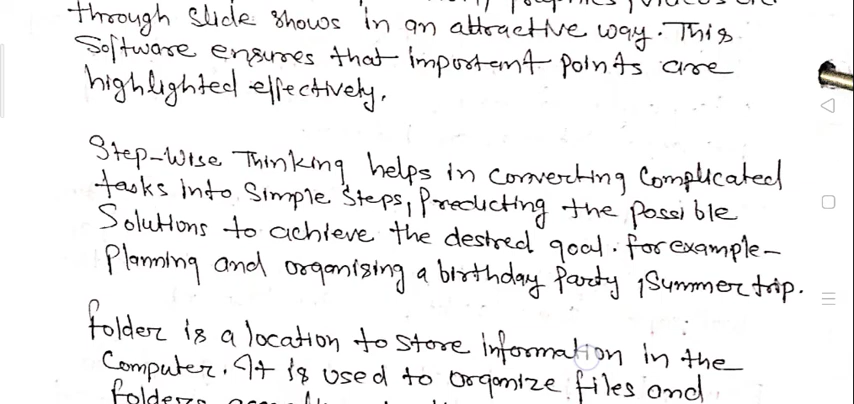 through slide shows in an attractive way. This
Software ensures that important points are
highlighted effectively.
Step-Wise Thinking helps in converting Complicated
tasks into Simple Steps, Predicting the Possible
Solutions to achieve the desired goal. for example-
Planning and organising a birthday Party, Summer trip.
folder is a location to store information in the
Computer. It is used to organize files and
folders